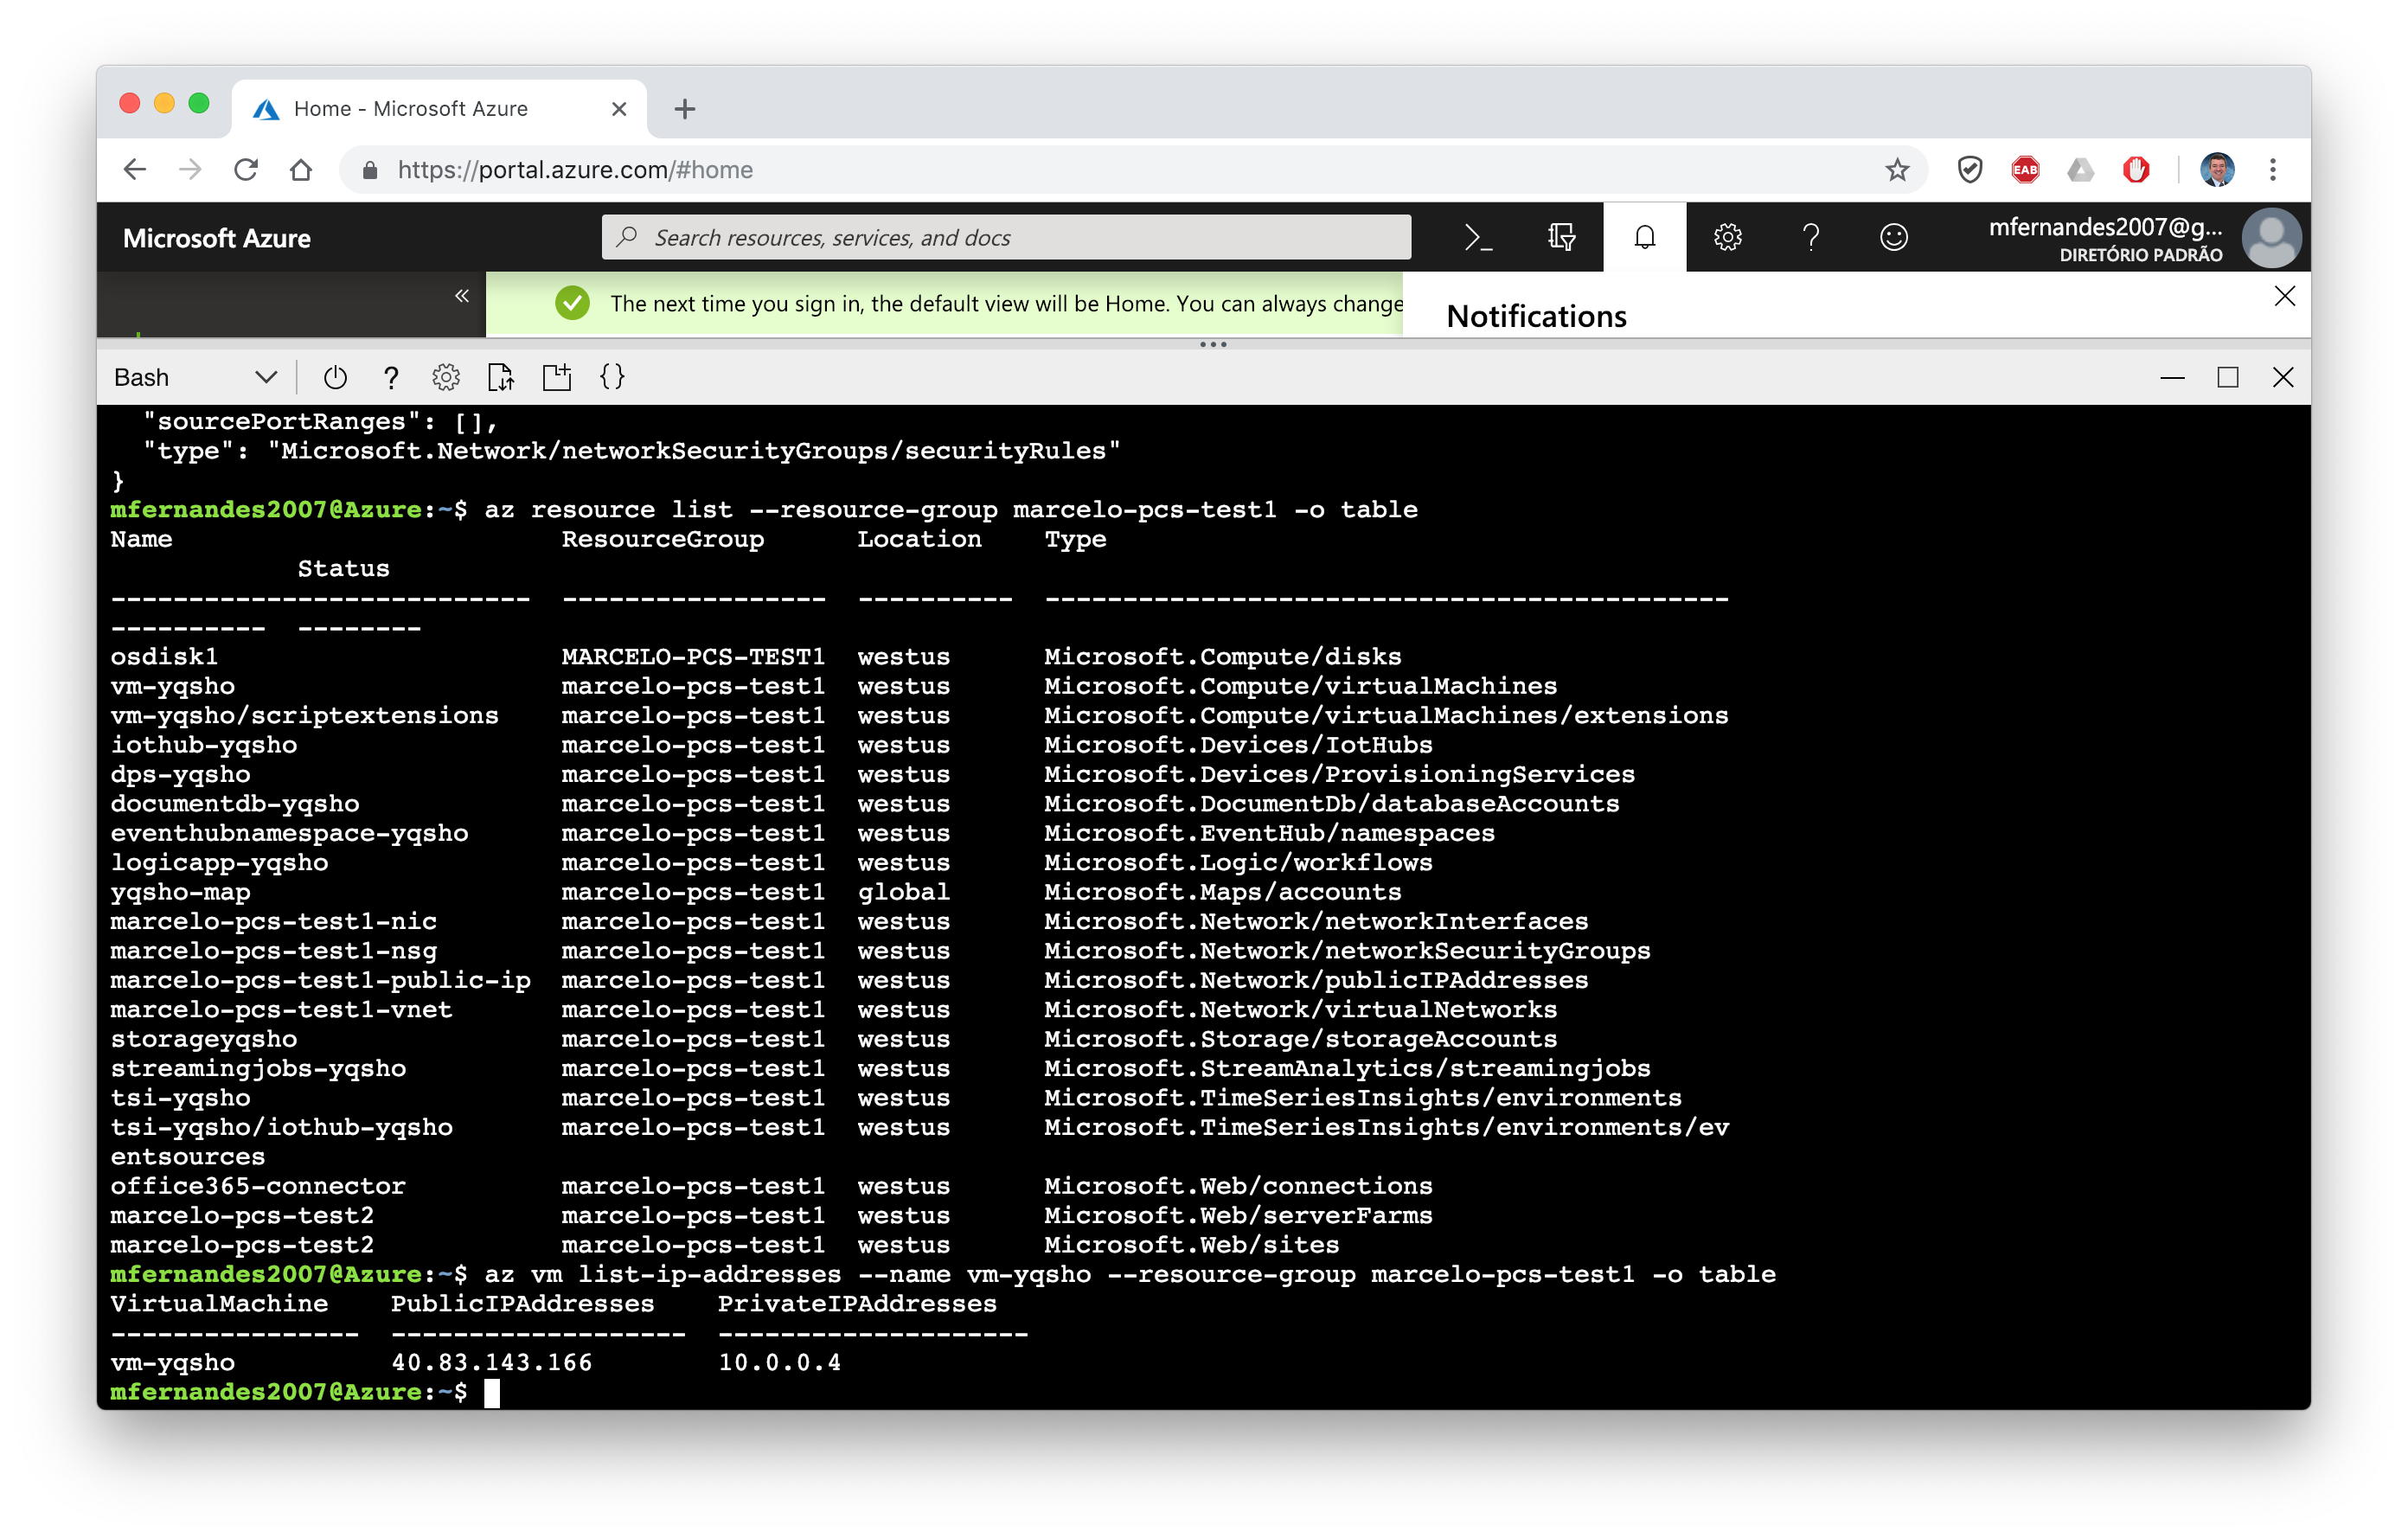 Home - Microsoft Azure
https://portal.azure.com/#home
EAB
Microsoft Azure
Search resources, services, and docs
mfernandes2007@g...
DIRETÓRIO PADRÃO
The next time you sign in, the default view will be Home. You can always change
Notifications
Bash
  "sourcePortRanges": [],
  "type": "Microsoft.Network/networkSecurityGroups/securityRules"
}
mfernandes2007@Azure:~$ az resource list --resource-group marcelo-pcs-test1 -o table
Name                         ResourceGroup      Location    Type
            Status
---------------------------  -----------------  ----------  --------------------------------------------
----------  --------
osdisk1                      MARCELO-PCS-TEST1  westus      Microsoft.Compute/disks
vm-yqsho                     marcelo-pcs-test1  westus      Microsoft.Compute/virtualMachines
vm-yqsho/scriptextensions    marcelo-pcs-test1  westus      Microsoft.Compute/virtualMachines/extensions
iothub-yqsho                 marcelo-pcs-test1  westus      Microsoft.Devices/IotHubs
dps-yqsho                    marcelo-pcs-test1  westus      Microsoft.Devices/ProvisioningServices
documentdb-yqsho             marcelo-pcs-test1  westus      Microsoft.DocumentDb/databaseAccounts
eventhubnamespace-yqsho      marcelo-pcs-test1  westus      Microsoft.EventHub/namespaces
logicapp-yqsho               marcelo-pcs-test1  westus      Microsoft.Logic/workflows
yqsho-map                    marcelo-pcs-test1  global      Microsoft.Maps/accounts
marcelo-pcs-test1-nic        marcelo-pcs-test1  westus      Microsoft.Network/networkInterfaces
marcelo-pcs-test1-nsg        marcelo-pcs-test1  westus      Microsoft.Network/networkSecurityGroups
marcelo-pcs-test1-public-ip  marcelo-pcs-test1  westus      Microsoft.Network/publicIPAddresses
marcelo-pcs-test1-vnet       marcelo-pcs-test1  westus      Microsoft.Network/virtualNetworks
storageyqsho                 marcelo-pcs-test1  westus      Microsoft.Storage/storageAccounts
streamingjobs-yqsho          marcelo-pcs-test1  westus      Microsoft.StreamAnalytics/streamingjobs
tsi-yqsho                    marcelo-pcs-test1  westus      Microsoft.TimeSeriesInsights/environments
tsi-yqsho/iothub-yqsho       marcelo-pcs-test1  westus      Microsoft.TimeSeriesInsights/environments/ev
entsources
office365-connector          marcelo-pcs-test1  westus      Microsoft.Web/connections
marcelo-pcs-test2            marcelo-pcs-test1  westus      Microsoft.Web/serverFarms
marcelo-pcs-test2            marcelo-pcs-test1  westus      Microsoft.Web/sites
mfernandes2007@Azure:~$ az vm list-ip-addresses --name vm-yqsho --resource-group marcelo-pcs-test1 -o table
VirtualMachine    PublicIPAddresses    PrivateIPAddresses
----------------  -------------------  --------------------
vm-yqsho          40.83.143.166        10.0.0.4
mfernandes2007@Azure:~$